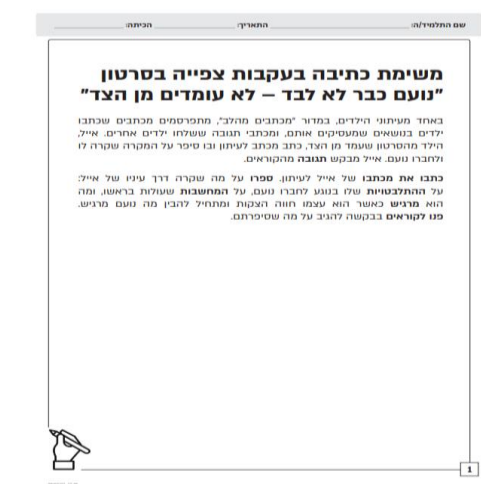 שם התלמיד/ה: התאריך: הכיתה:
משימת כתיבה בעקבות צפייה בסרטון
"נועם כבר לא לבד – לא עומדים מן הצד"
באחד מעיתוני הילדים, במדור "מכתבים מהלב", מתפרסמים מכתבים שכתבו
ילדים בנושאים שמעסיקים אותם, ומכתבי תגובה ששלחו ילדים אחרים. אייל,
הילד מהסרטון שעמד מן הצד, כתב מכתב לעיתון ובו סיפר על המקרה שקרה לו
ולחברו נועם. אייל מבקש תגובה מהקוראים.
כתבו את מכתבו של אייל לעיתון. ספרו על מה שקרה דרך עיניו של אייל:
על ההתלבטויות שלו בנוגע לחברו נועם, על המחשבות שעולות בראשו, ומה
הוא מרגיש כאשר הוא עצמו חווה הצקות ומתחיל להבין מה נועם מרגיש.
פנו לקוראים בבקשה להגיב על מה שסיפרתם.
1